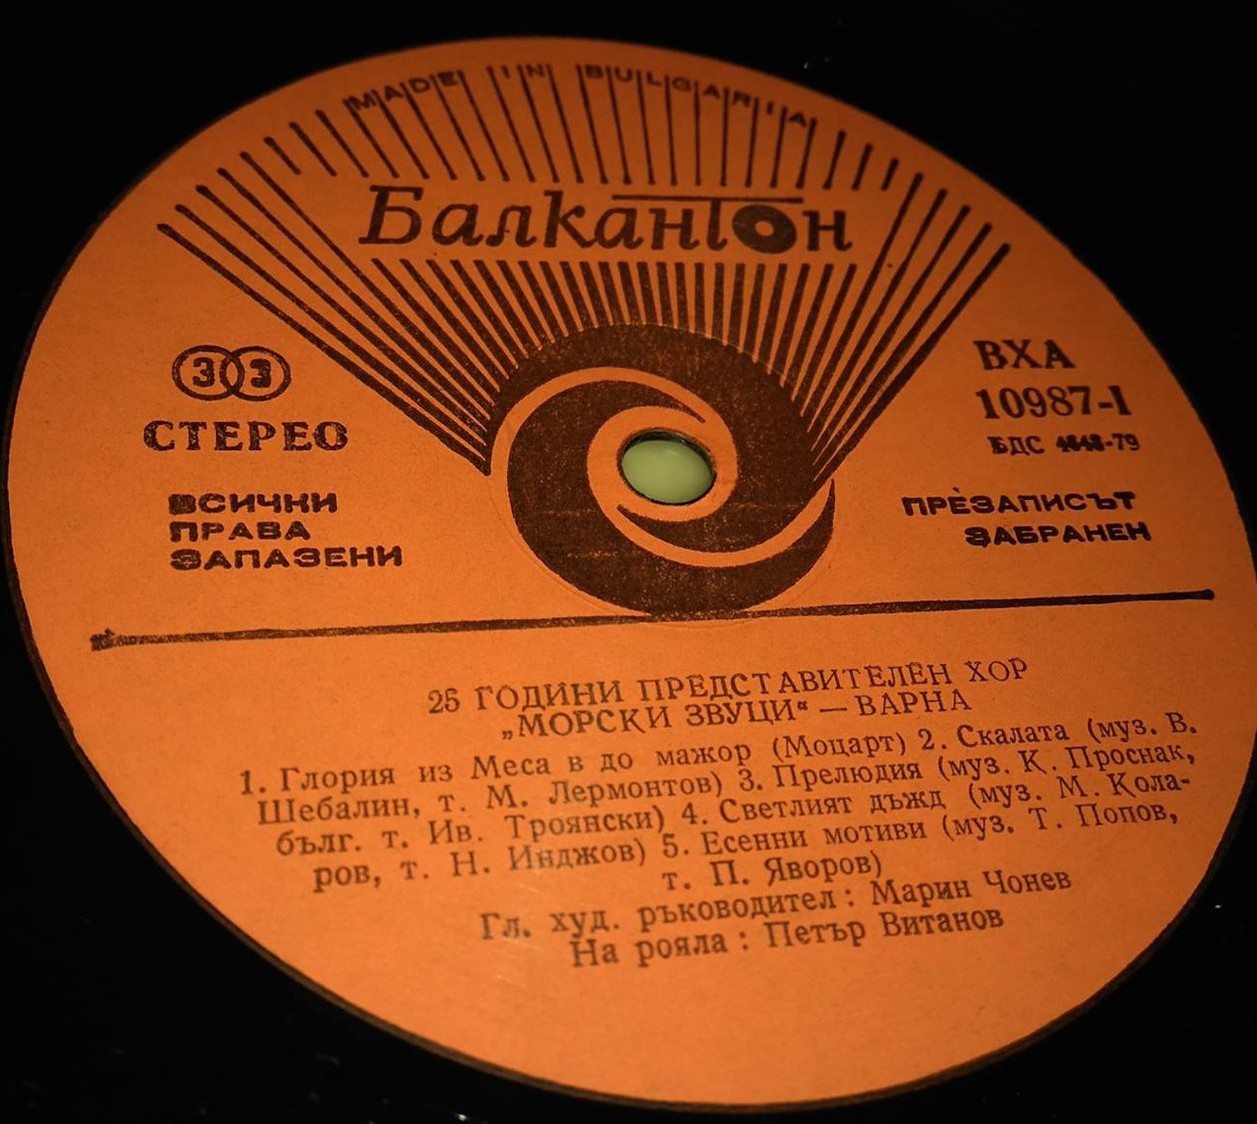 MADE IN BULGARIA
Балкантон
33
СТЕРЕО
ВСИЧКИ
ПРАВА
ЗАПАЗЕНИ
ВХА
10987-I
БДС 4848-79
ПРЕЗАПИСЪТ
ЗАБРАНЕН
25 ГОДИНИ ПРЕДСТАВИТЕЛЕН ХОР
„МОРСКИ ЗВУЦИ“ — ВАРНА
1. Глория из Меса в до мажор (Моцарт) 2. Скалата (муз. В.
Шебалин, т. М. Лермонтов) 3. Прелюдия (муз. К. Проснак,
бълг. т. Ив. Троянски) 4. Светлият дъжд (муз. М. Кола-
ров, т. Н. Инджов) 5. Есенни мотиви (муз. Т. Попов,
т. П. Яворов)
Гл. худ. ръководител : Марин Чонев
На рояла : Петър Витанов